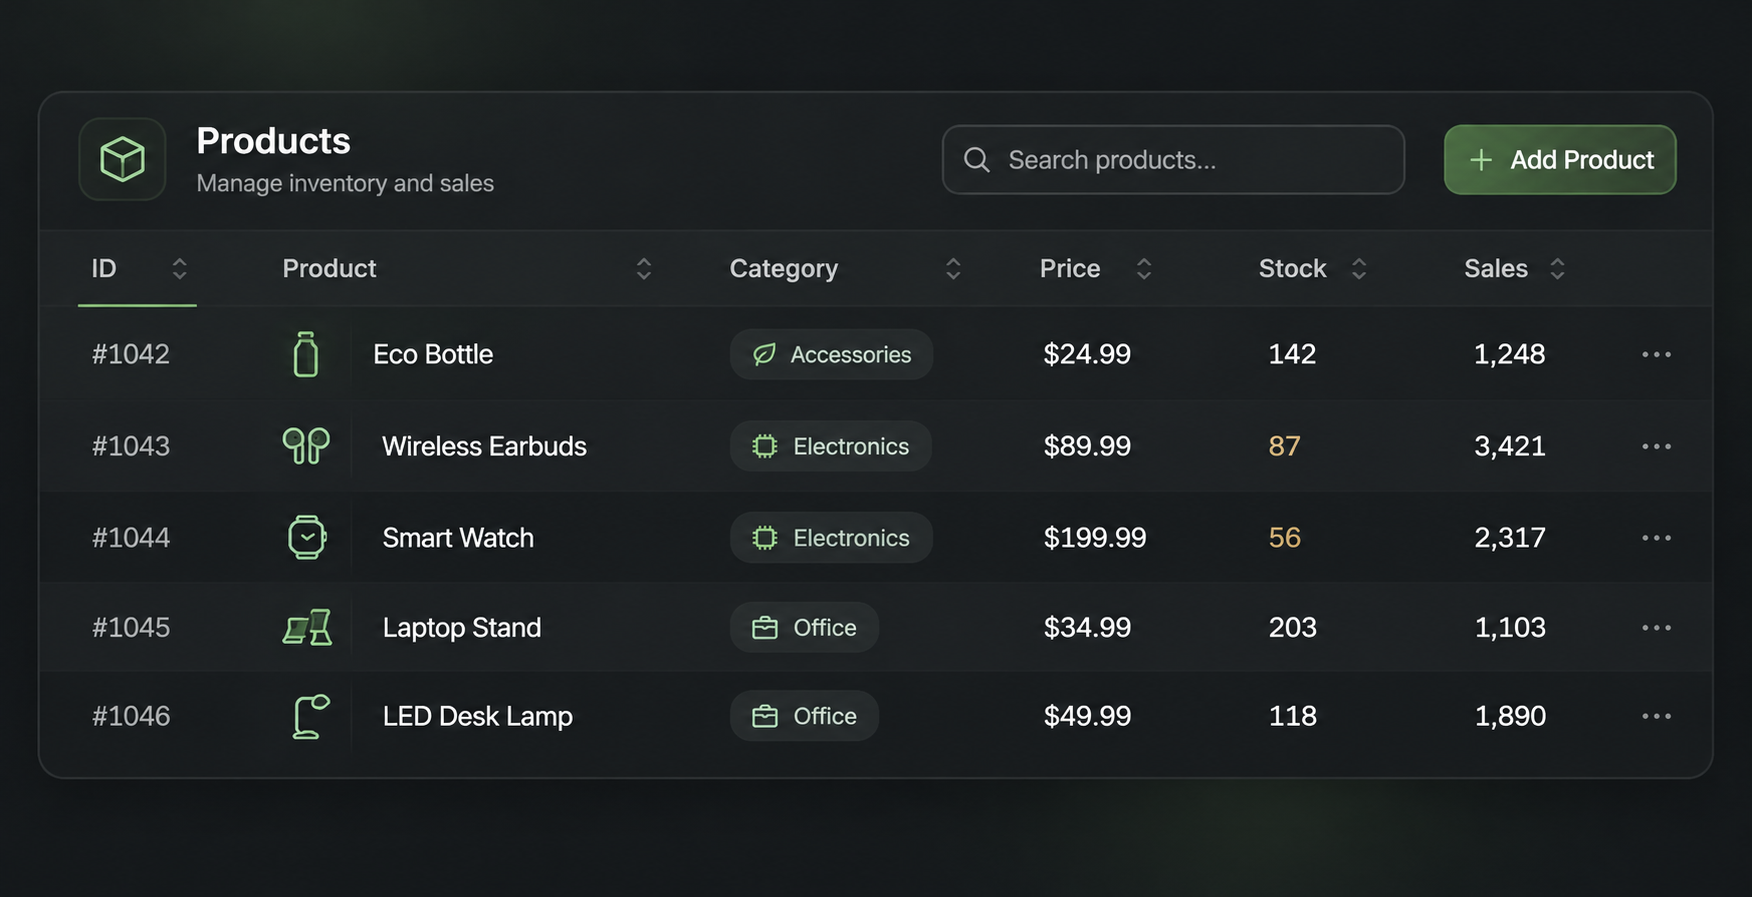 Products
Manage inventory and sales
Search products...
Add Product
ID Product Category Price Stock Sales
#1042 Eco Bottle Accessories $24.99 142 1,248
#1043 Wireless Earbuds Electronics $89.99 87 3,421
#1044 Smart Watch Electronics $199.99 56 2,317
#1045 Laptop Stand Office $34.99 203 1,103
#1046 LED Desk Lamp Office $49.99 118 1,890